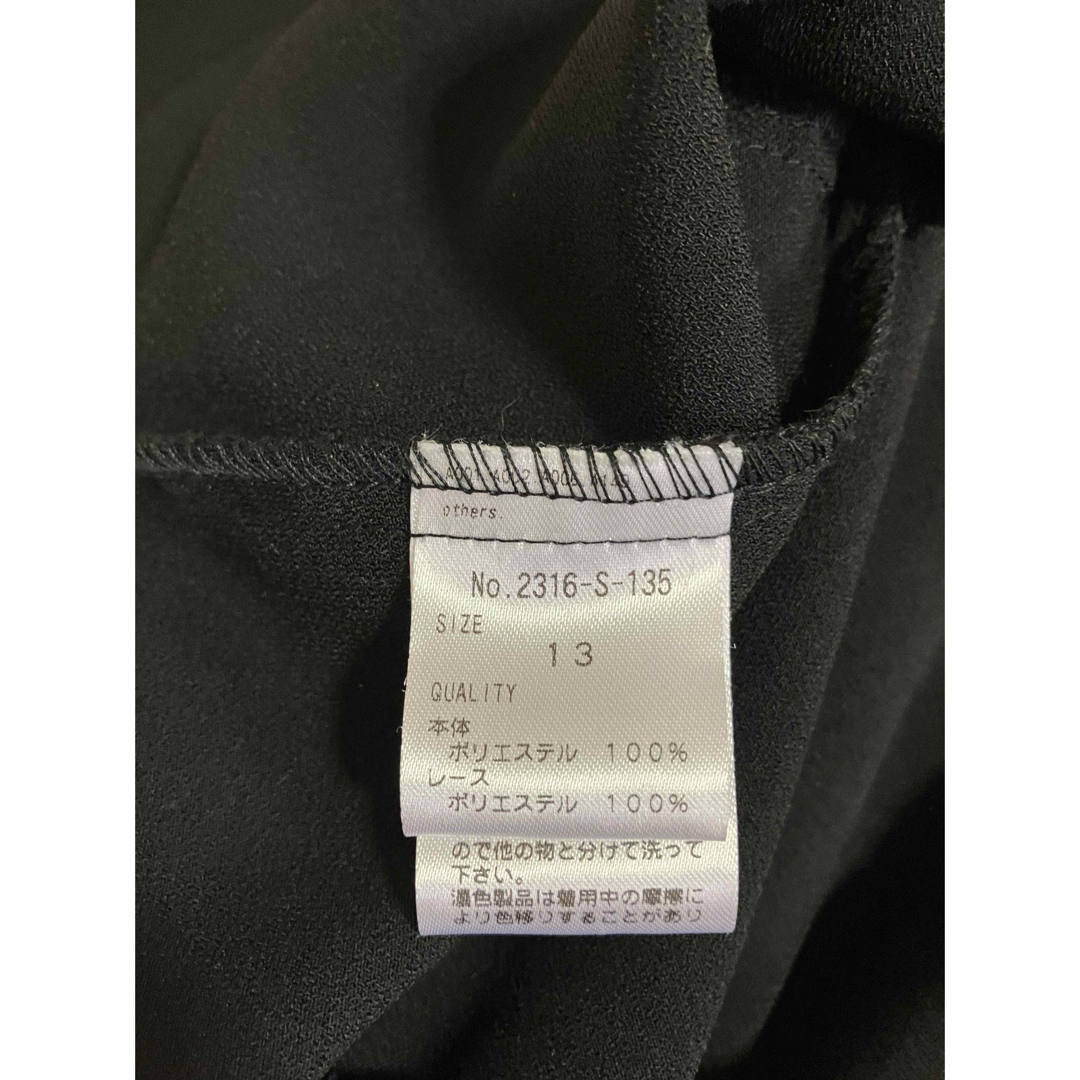 others.
No.2316-S-135
SIZE
13
QUALITY
本体
ポリエステル 100%
レース
ポリエステル 100%
ので他の物と分けて洗って
下さい。
濃色製品は着用中の摩擦に
より色移りすることがあり